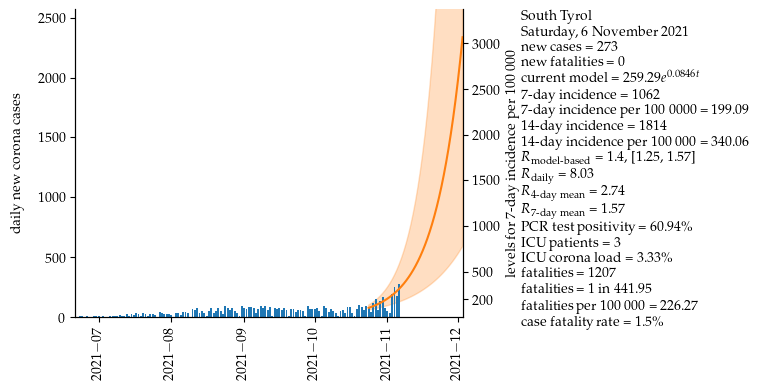 2500
2000
1500
1000
500
0
daily new corona cases
2021−07
2021−08
2021−09
2021−10
2021−11
2021−12
3000
2500
2000
1500
1000
500
200
levels for 7-day incidence per 100 000
South Tyrol
Saturday, 6 November 2021
new cases = 273
new fatalities = 0
current model = 259.29e^0.0846t
7-day incidence = 1062
7-day incidence per 100 0000 = 199.09
14-day incidence = 1814
14-day incidence per 100 000 = 340.06
R model-based = 1.4, [1.25, 1.57]
R daily = 8.03
R 4-day mean = 2.74
R 7-day mean = 1.57
PCR test positivity = 60.94%
ICU patients = 3
ICU corona load = 3.33%
fatalities = 1207
fatalities = 1 in 441.95
fatalities per 100 000 = 226.27
case fatality rate = 1.5%